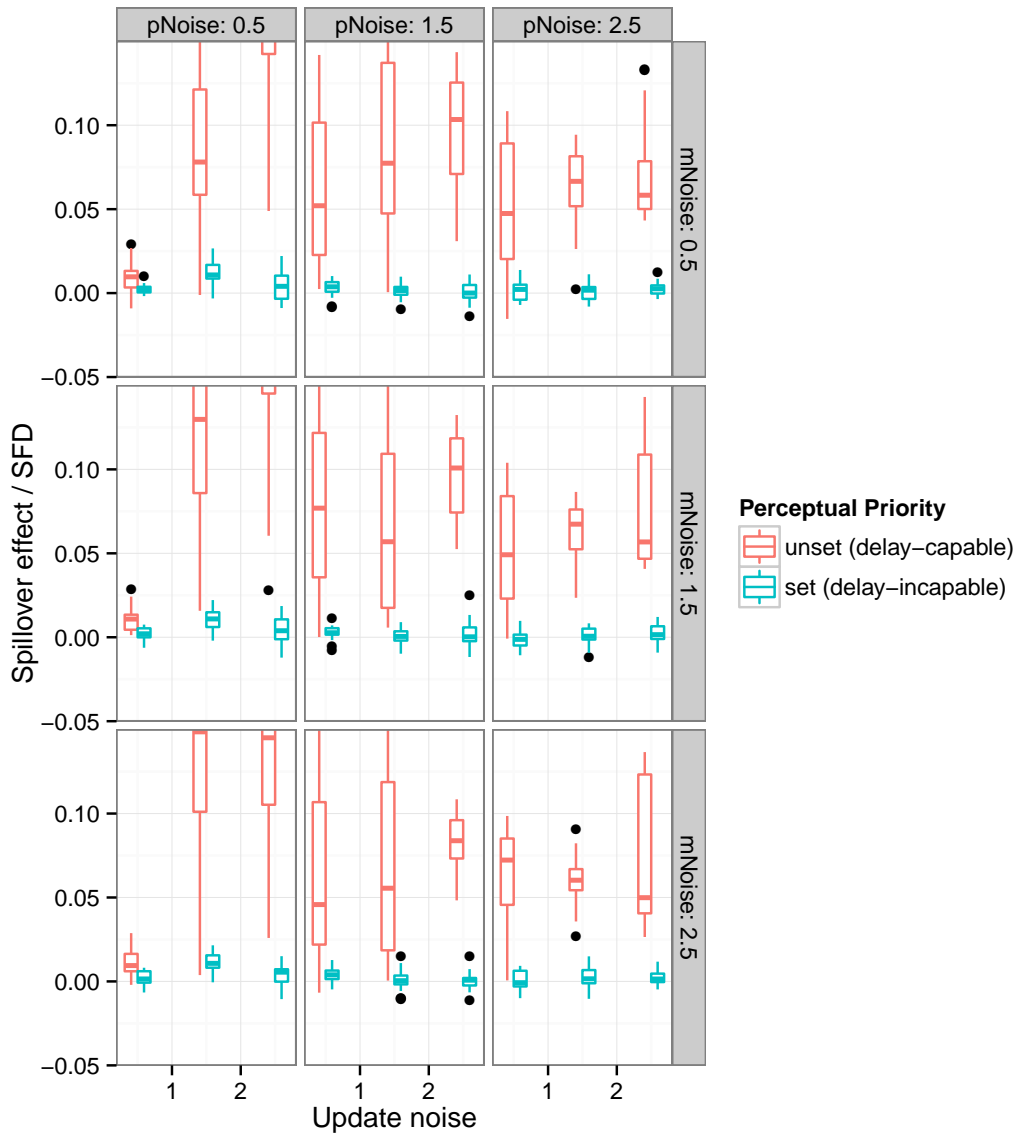 pNoise: 0.5 pNoise: 1.5 pNoise: 2.5
0.10
0.05
0.00
−0.05
mNoise: 0.5
0.10
0.05
0.00
−0.05
mNoise: 1.5
0.10
0.05
0.00
−0.05
mNoise: 2.5
Spillover effect / SFD
1 2 1 2 1 2
Update noise
Perceptual Priority
unset (delay−capable)
set (delay−incapable)